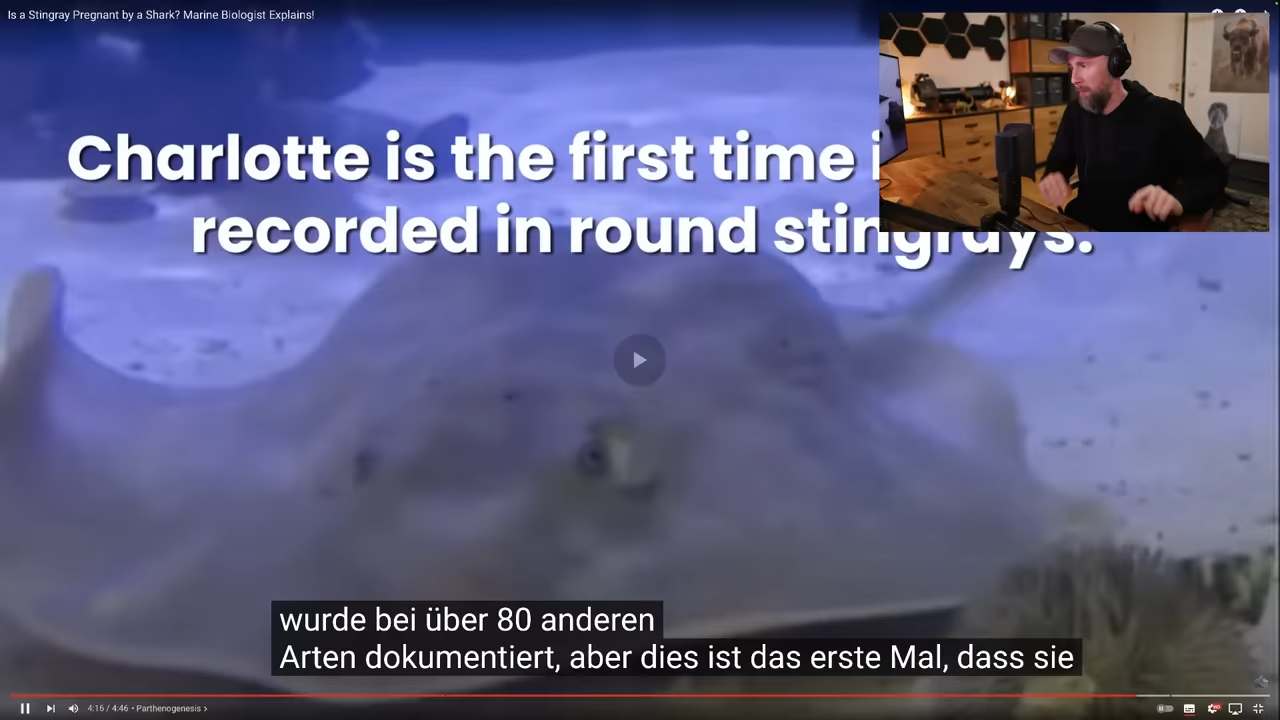 Is a Stingray Pregnant by a Shark? Marine Biologist Explains!
Charlotte is the first time
recorded in round stingrays.
wurde bei über 80 anderen
Arten dokumentiert, aber dies ist das erste Mal, dass sie
4:16 / 4:46 • Parthenogenesis >